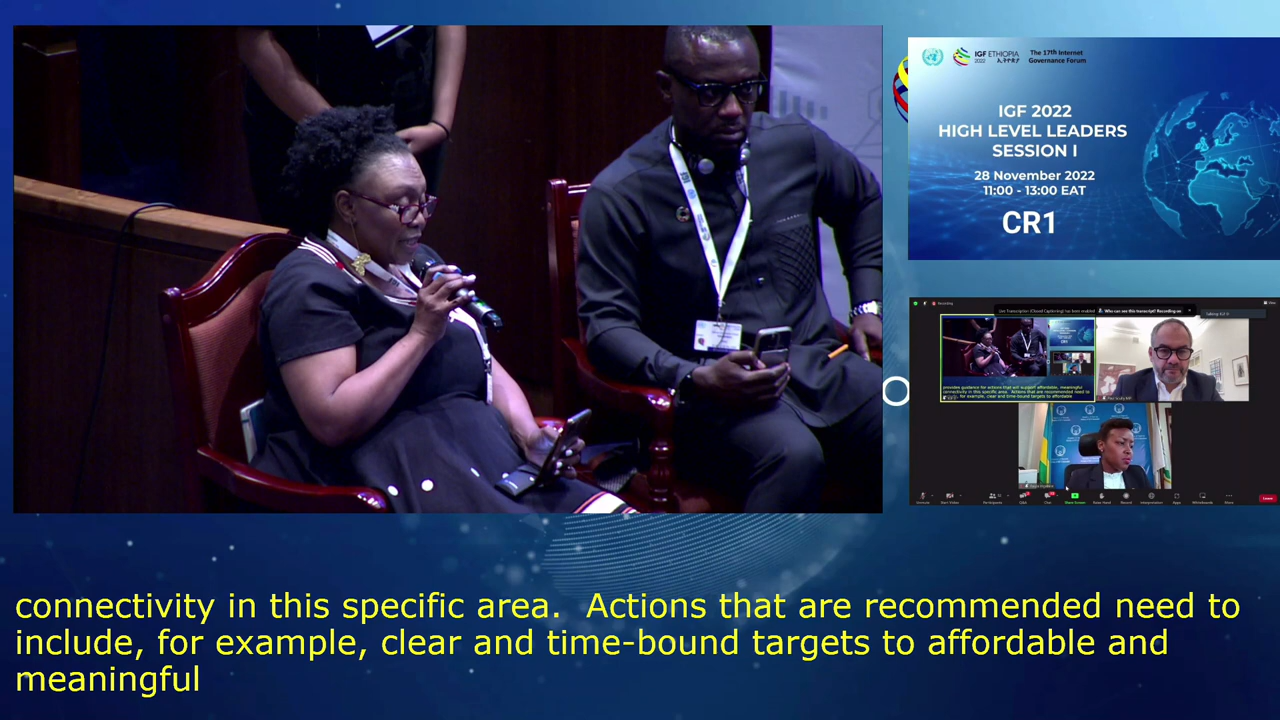 IGF ETHIOPIA
2022 ኢትዮጵያ
The 17th Internet
Governance Forum
IGF 2022
HIGH LEVEL LEADERS
SESSION I
28 November 2022
11:00 - 13:00 EAT
CR1
connectivity in this specific area.  Actions that are recommended need to
include, for example, clear and time-bound targets to affordable and
meaningful